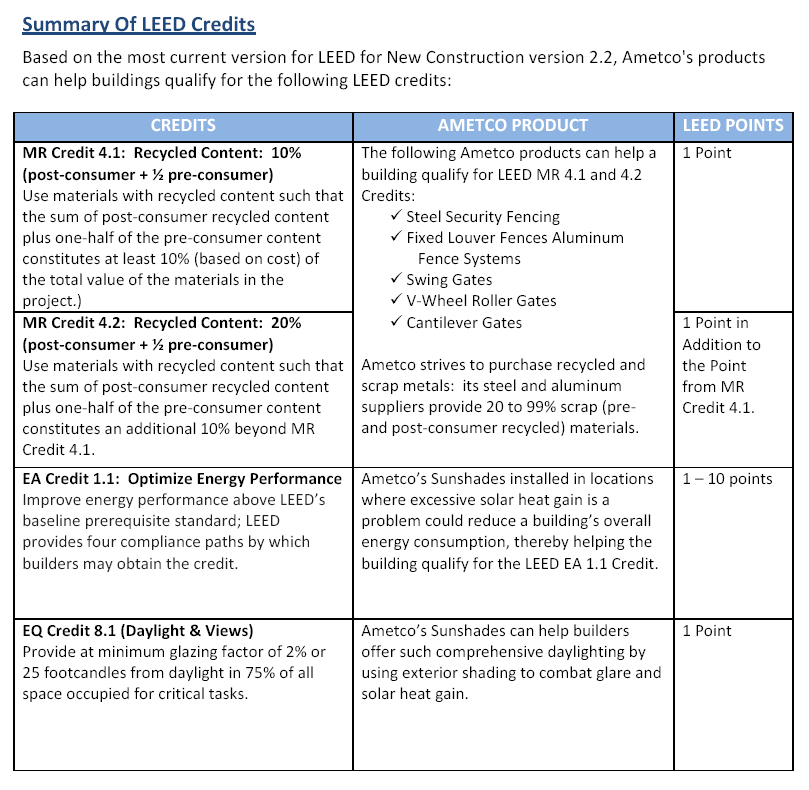 Summary Of LEED Credits
Based on the most current version for LEED for New Construction version 2.2, Ametco's products
can help buildings qualify for the following LEED credits:
CREDITS
AMETCO PRODUCT
LEED POINTS
MR Credit 4.1: Recycled Content: 10%
(post-consumer + ½ pre-consumer)
Use materials with recycled content such that
the sum of post-consumer recycled content
plus one-half of the pre-consumer content
constitutes at least 10% (based on cost) of
the total value of the materials in the
project.)
The following Ametco products can help a
building qualify for LEED MR 4.1 and 4.2
Credits:
✓ Steel Security Fencing
✓ Fixed Louver Fences Aluminum
Fence Systems
✓ Swing Gates
✓ V-Wheel Roller Gates
✓ Cantilever Gates
Ametco strives to purchase recycled and
scrap metals: its steel and aluminum
suppliers provide 20 to 99% scrap (pre-
and post-consumer recycled) materials.
1 Point
MR Credit 4.2: Recycled Content: 20%
(post-consumer + ½ pre-consumer)
Use materials with recycled content such that
the sum of post-consumer recycled content
plus one-half of the pre-consumer content
constitutes an additional 10% beyond MR
Credit 4.1.
1 Point in
Addition to
the Point
from MR
Credit 4.1.
EA Credit 1.1: Optimize Energy Performance
Improve energy performance above LEED's
baseline prerequisite standard; LEED
provides four compliance paths by which
builders may obtain the credit.
Ametco's Sunshades installed in locations
where excessive solar heat gain is a
problem could reduce a building's overall
energy consumption, thereby helping the
building qualify for the LEED EA 1.1 Credit.
1 – 10 points
EQ Credit 8.1 (Daylight & Views)
Provide at minimum glazing factor of 2% or
25 footcandles from daylight in 75% of all
space occupied for critical tasks.
Ametco's Sunshades can help builders
offer such comprehensive daylighting by
using exterior shading to combat glare and
solar heat gain.
1 Point